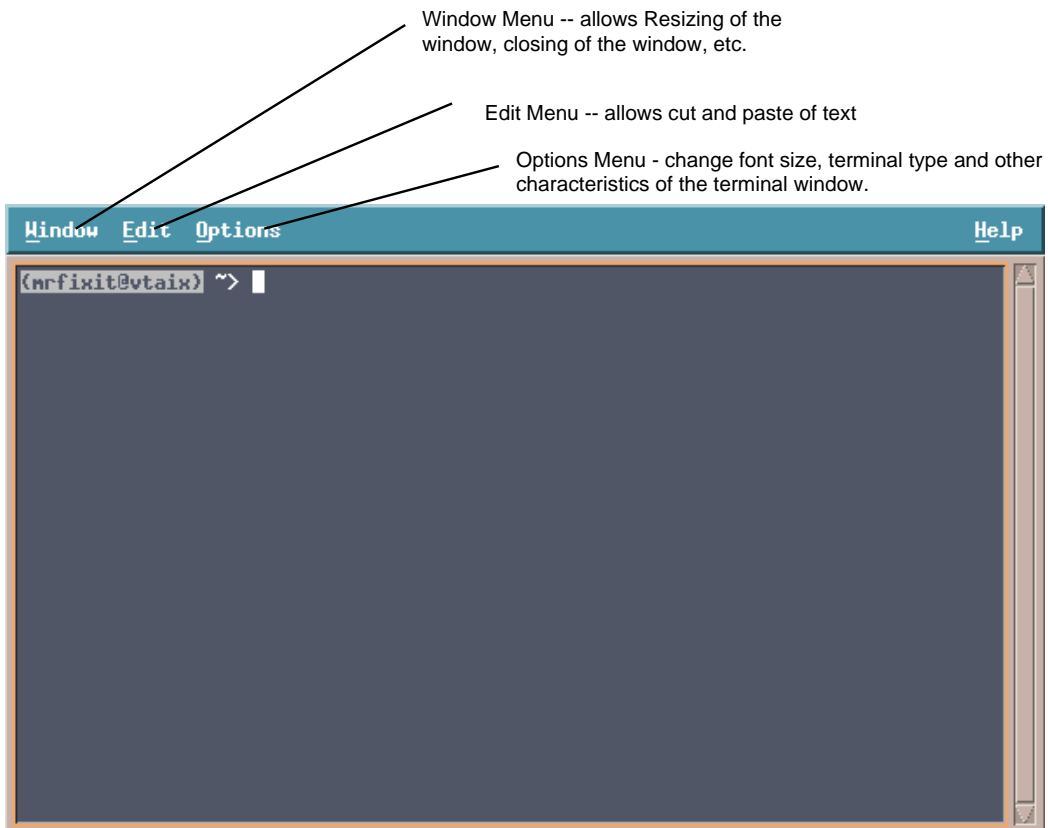 Window Menu -- allows Resizing of the
window, closing of the window, etc.
Edit Menu -- allows cut and paste of text
Options Menu - change font size, terminal type and other
characteristics of the terminal window.
Window Edit Options Help
(mrfixit@vtaix) ~>